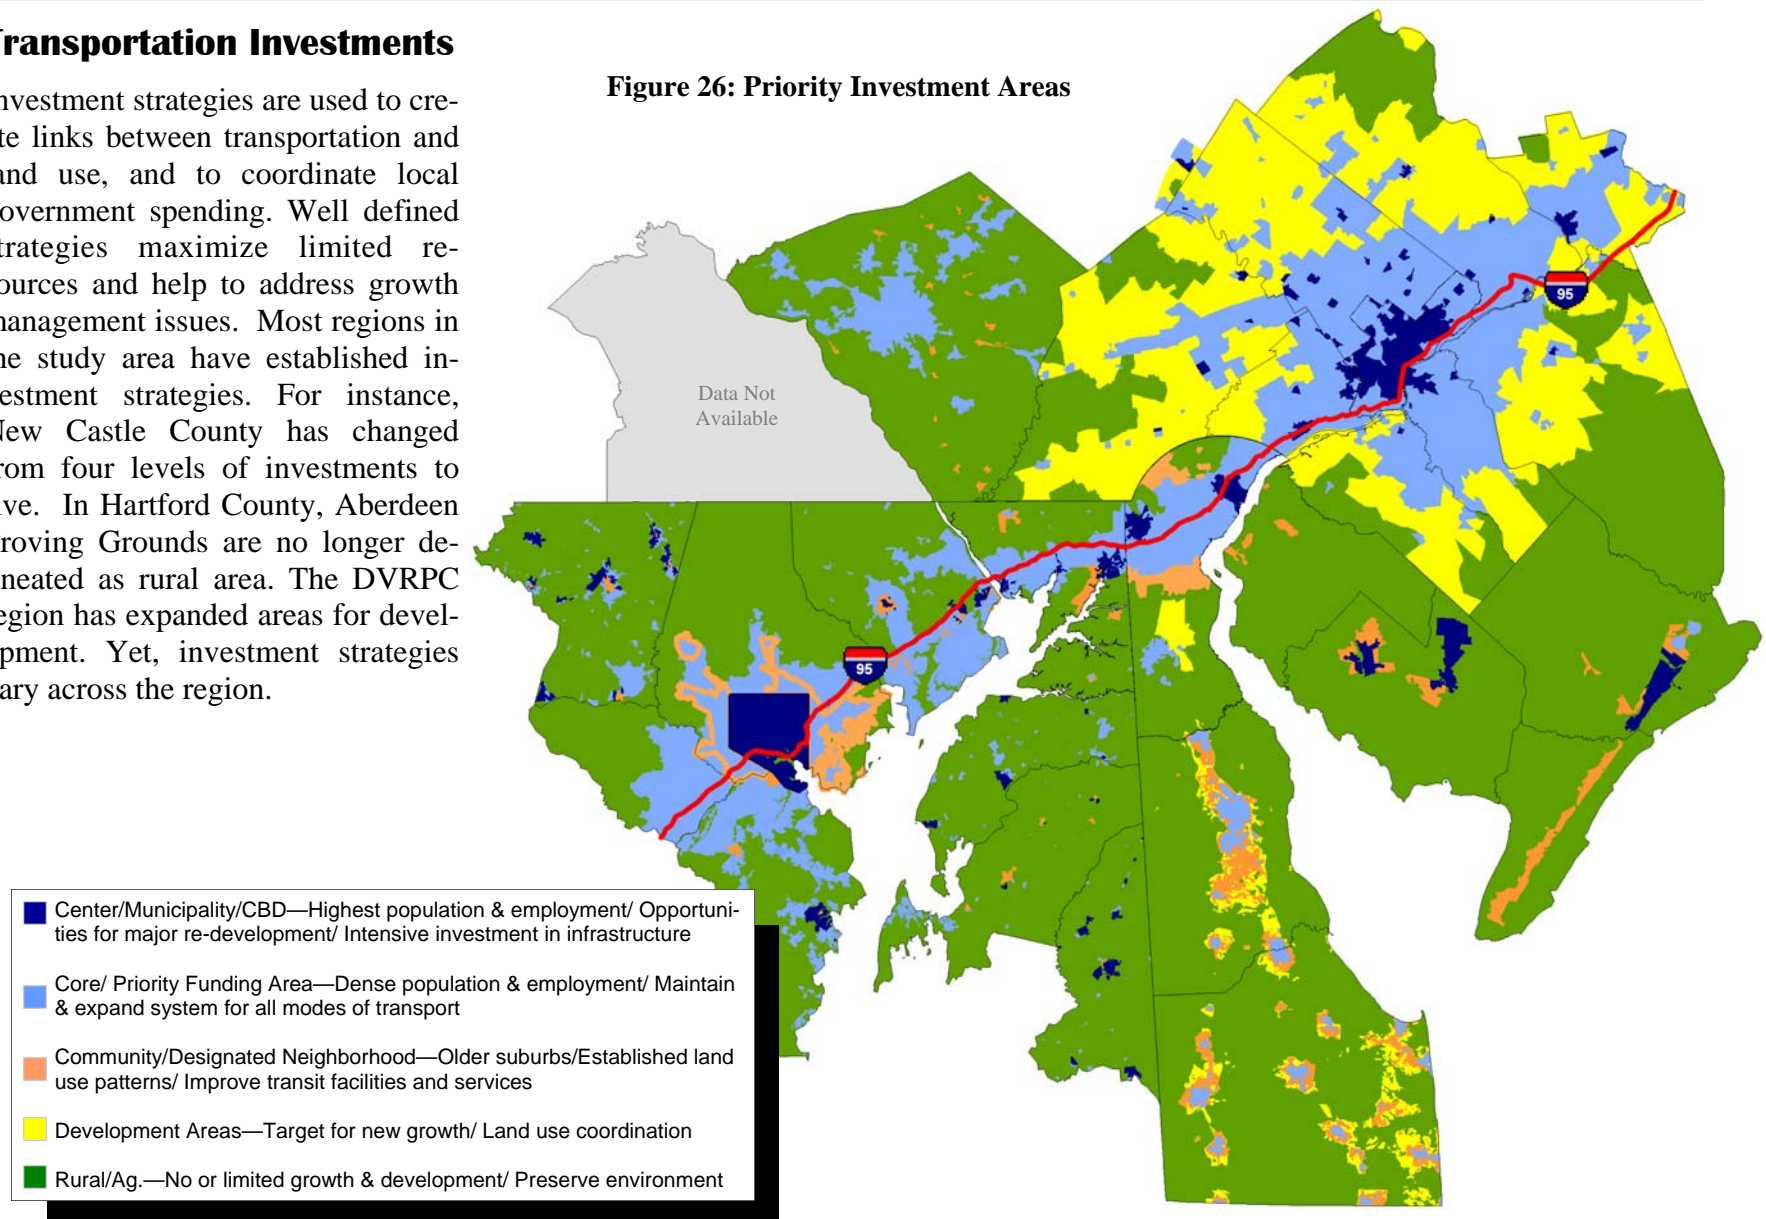 ransportation Investments
nvestment strategies are used to cre-
te links between transportation and
and use, and to coordinate local
overnment spending. Well defined
trategies maximize limited re-
ources and help to address growth
anagement issues. Most regions in
he study area have established in-
estment strategies. For instance,
New Castle County has changed
rom four levels of investments to
ive. In Hartford County, Aberdeen
roving Grounds are no longer de-
neated as rural area. The DVRPC
egion has expanded areas for devel-
pment. Yet, investment strategies
ary across the region.
Figure 26: Priority Investment Areas
Data Not
Available
95
95
Center/Municipality/CBD—Highest population & employment/ Opportuni-
ties for major re-development/ Intensive investment in infrastructure
Core/ Priority Funding Area—Dense population & employment/ Maintain
& expand system for all modes of transport
Community/Designated Neighborhood—Older suburbs/Established land
use patterns/ Improve transit facilities and services
Development Areas—Target for new growth/ Land use coordination
Rural/Ag.—No or limited growth & development/ Preserve environment